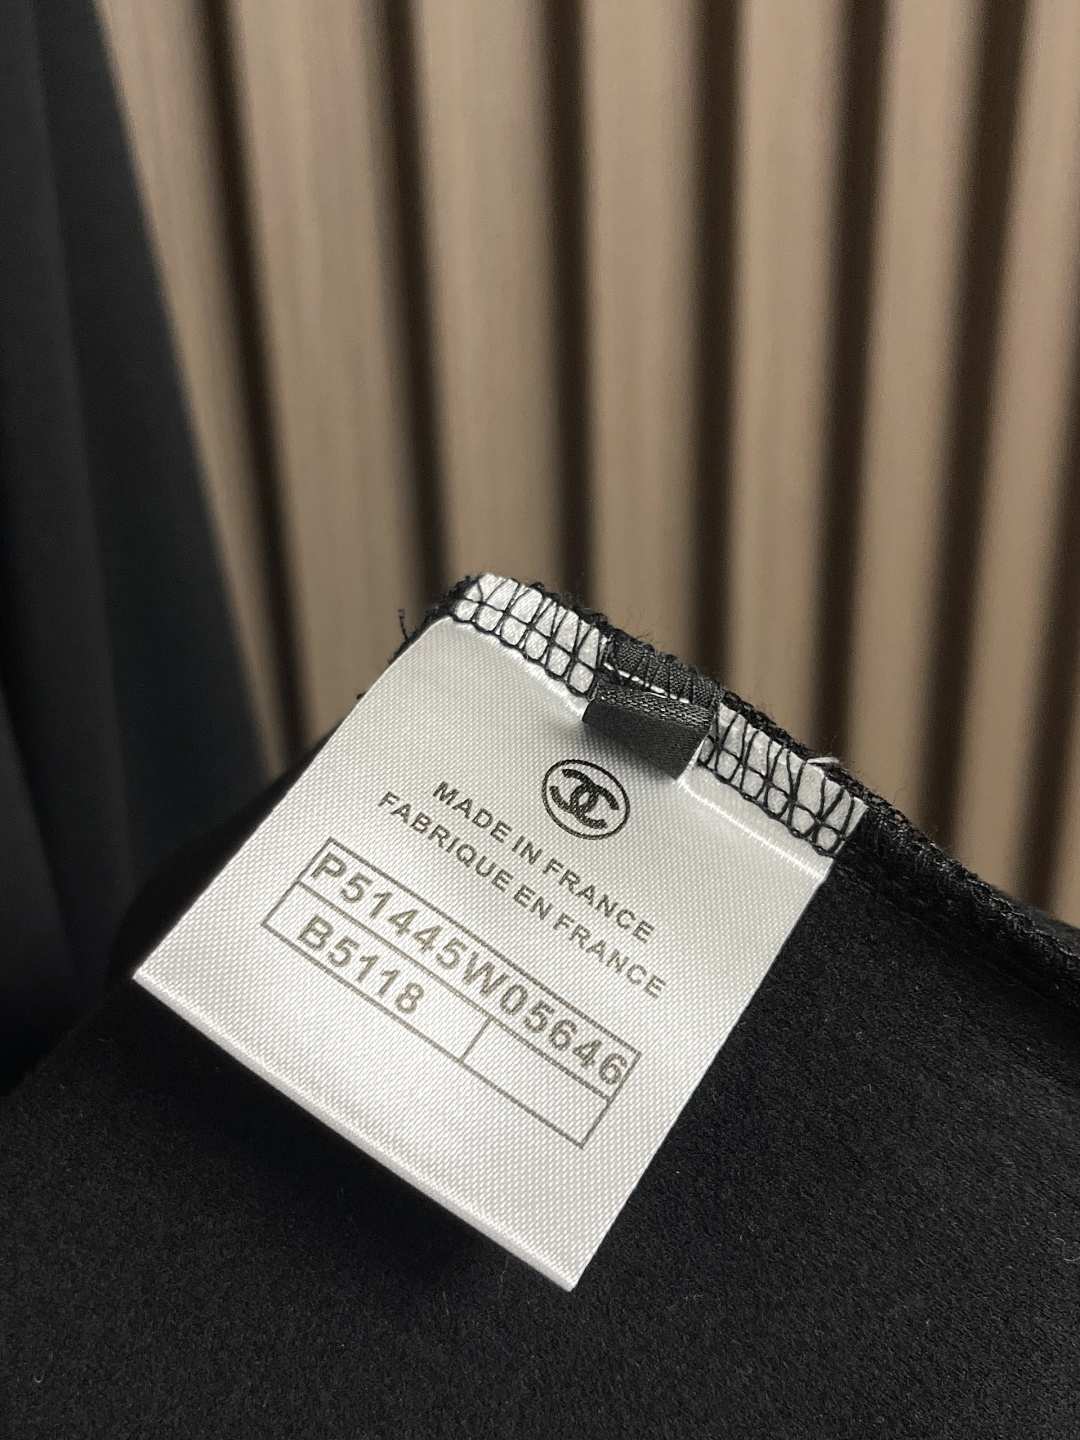 MADE IN FRANCE
FABRIQUE EN FRANCE
P51445W05646
B5118